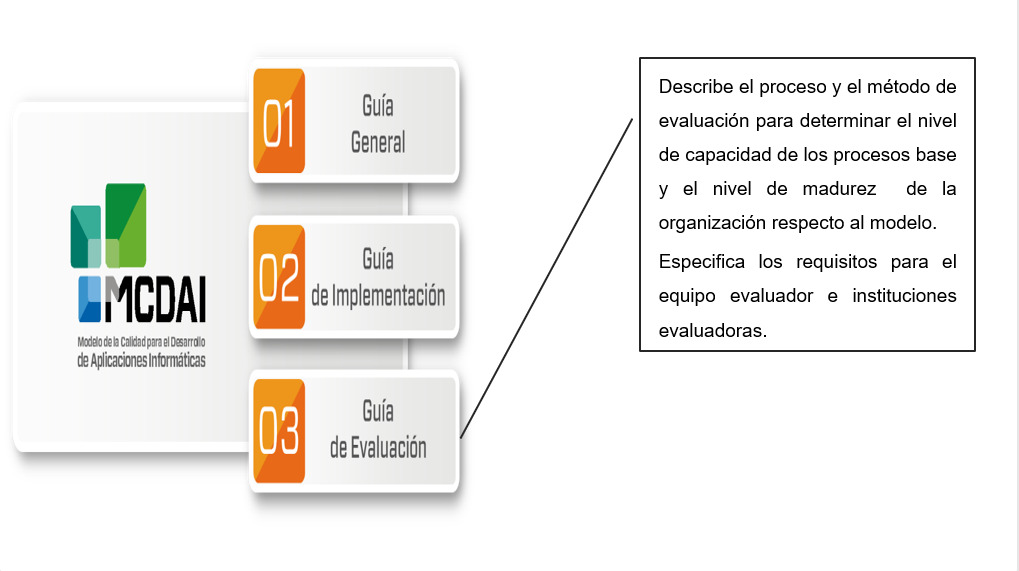 01
Guía
General
02
Guía
de Implementación
03
Guía
de Evaluación
MCDAI
Modelo de la Calidad para el Desarrollo
de Aplicaciones Informáticas
Describe el proceso y el método de
evaluación para determinar el nivel
de capacidad de los procesos base
y el nivel de madurez de la
organización respecto al modelo.
Especifica los requisitos para el
equipo evaluador e instituciones
evaluadoras.